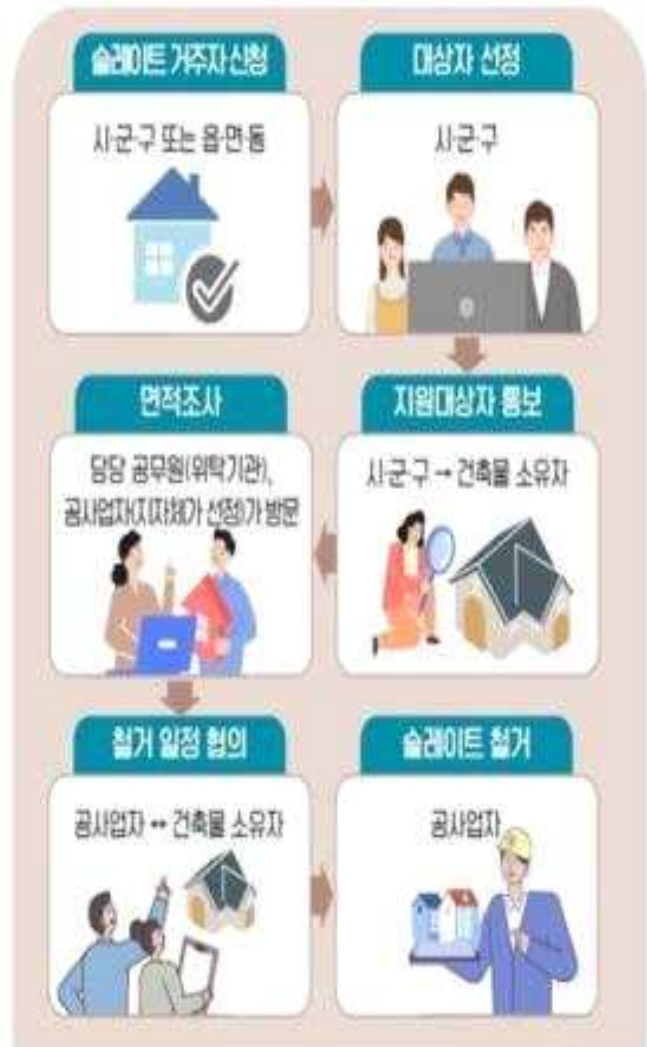 슬레이트 거주자 신청
시·군·구 또는 읍·면·동
대상자 선정
시·군·구
지원대상자 통보
시·군·구 → 건축물 소유자
면적조사
담당 공무원(위탁기관),
공사업자(지자체가 선정)가 방문
철거 일정 협의
공사업자 ↔ 건축물 소유자
슬레이트 철거
공사업자